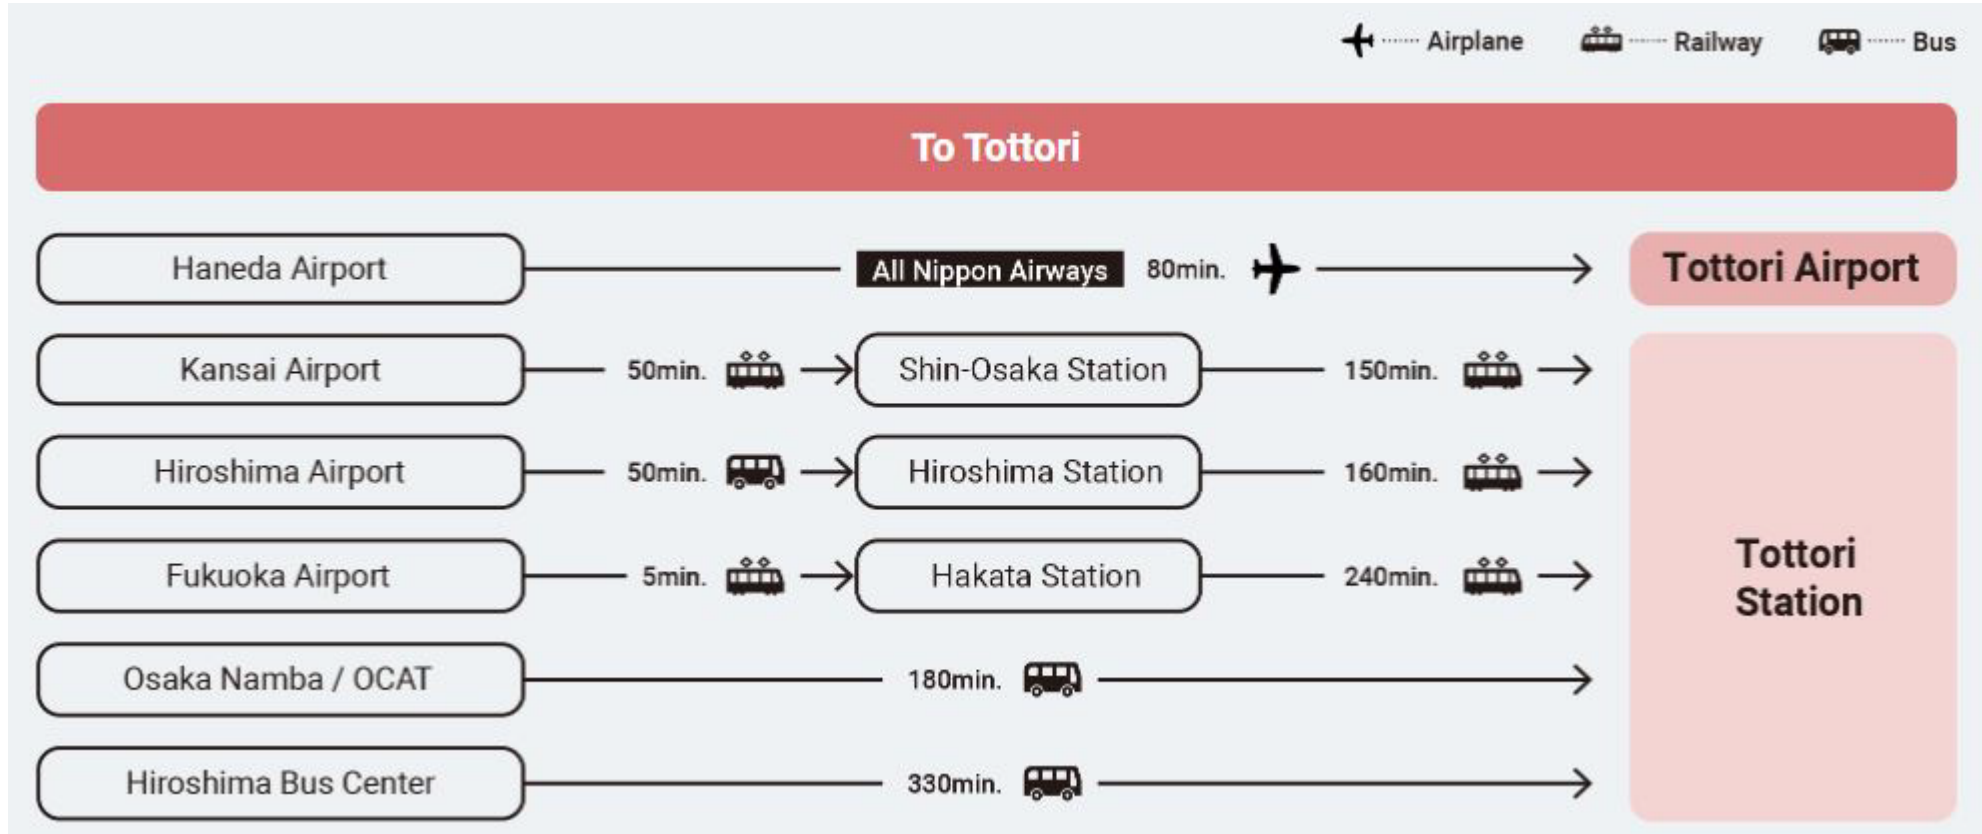 Airplane Railway Bus
To Tottori
Haneda Airport All Nippon Airways 80min. Tottori Airport
Kansai Airport 50min. Shin-Osaka Station 150min.
Hiroshima Airport 50min. Hiroshima Station 160min.
Fukuoka Airport 5min. Hakata Station 240min.
Tottori
Station
Osaka Namba / OCAT 180min.
Hiroshima Bus Center 330min.